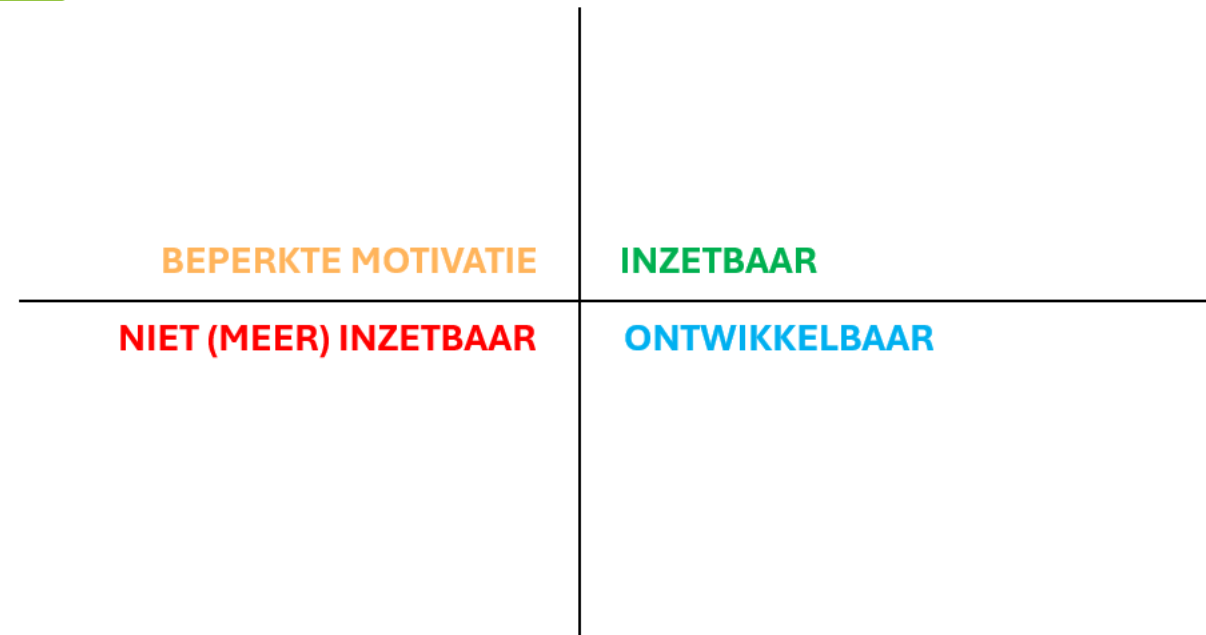 BEPERKTE MOTIVATIE
INZETBAAR
NIET (MEER) INZETBAAR
ONTWIKKELBAAR